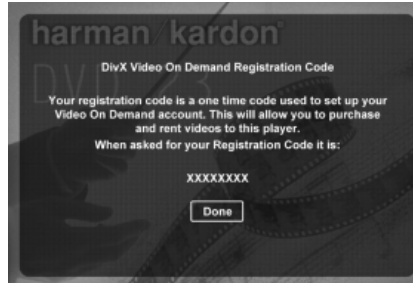 harman/kardon
DivX Video On Demand Registration Code
Your registration code is a one time code used to set up your
Video On Demand account. This will allow you to purchase
and rent videos to this player.
When asked for your Registration Code it is:
XXXXXXXX
Done